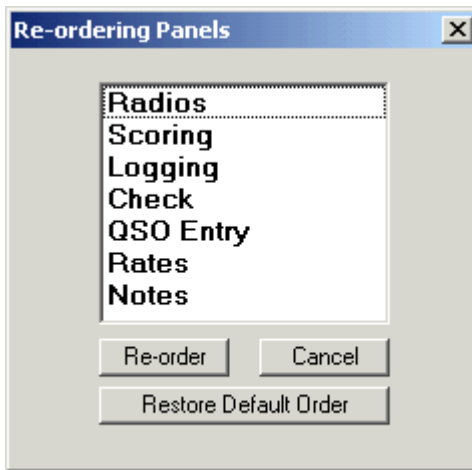 Re-ordering Panels
Radios
Scoring
Logging
Check
QSO Entry
Rates
Notes
Re-order Cancel
Restore Default Order